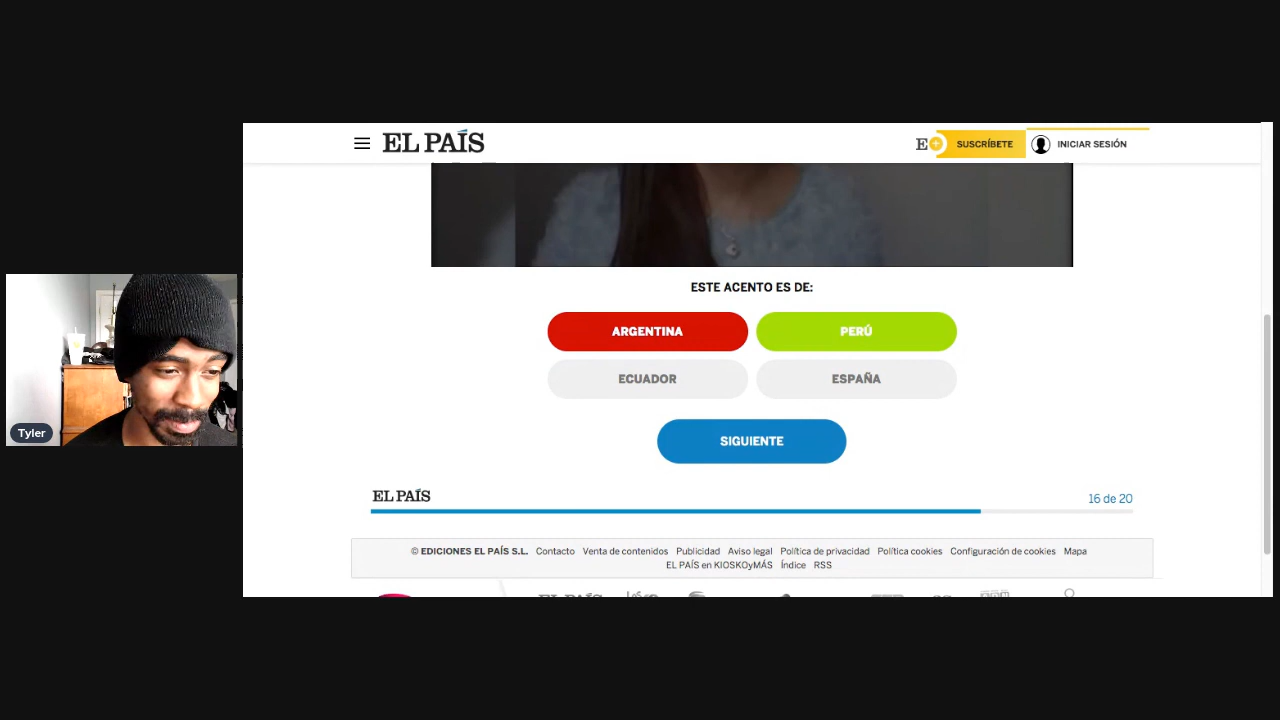 EL PAÍS
E+ SUSCRÍBETE INICIAR SESIÓN
ESTE ACENTO ES DE:
ARGENTINA PERÚ
ECUADOR ESPAÑA
SIGUIENTE
Tyler
EL PAÍS 16 de 20
© EDICIONES EL PAÍS S.L. Contacto Venta de contenidos Publicidad Aviso legal Política de privacidad Política cookies Configuración de cookies Mapa
EL PAÍS en KIOSKOyMÁS Índice RSS
EL PAÍS